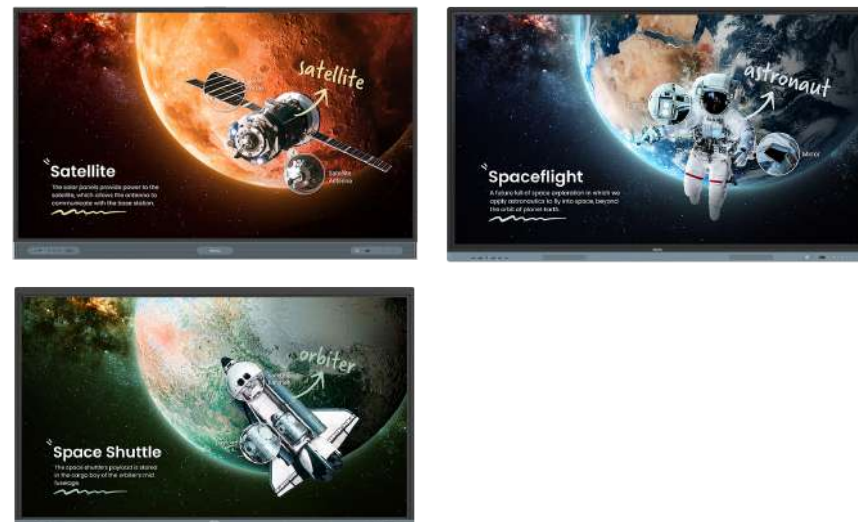 satellite
Satellite
Antenna
Satellite
The solar panels provide power to the
satellite, which allows the antenna to
communicate with the base station.
astronaut
Mirror
Spaceflight
A future full of space exploration in which we
apply astronautics to fly into space, beyond
the orbit of planet Earth.
orbiter
Space Shuttle
The space shuttle's payload is stored
in the cargo bay of the orbiter's mid
fuselage.